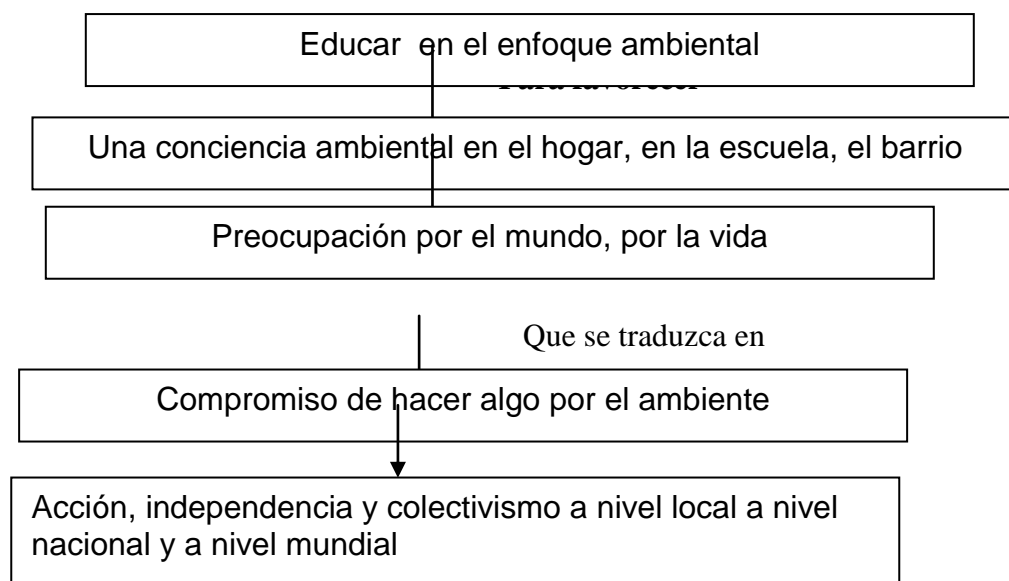 Educar en el enfoque ambiental
Para favorecer
Una conciencia ambiental en el hogar, en la escuela, el barrio
Preocupación por el mundo, por la vida
Que se traduzca en
Compromiso de hacer algo por el ambiente
Acción, independencia y colectivismo a nivel local a nivel
nacional y a nivel mundial